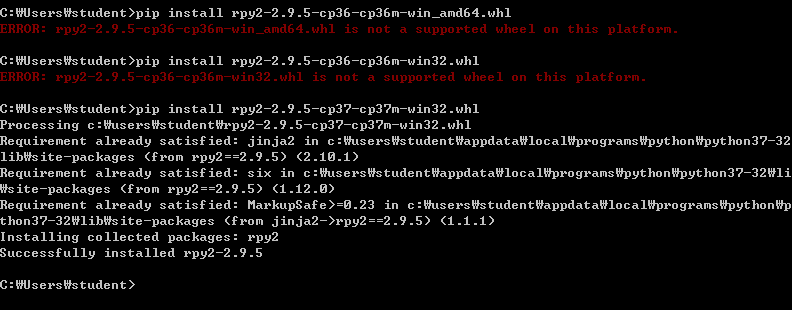 C:₩Users₩student>pip install rpy2-2.9.5-cp36-cp36m-win_amd64.whl
ERROR: rpy2-2.9.5-cp36-cp36m-win_amd64.whl is not a supported wheel on this platform.
C:₩Users₩student>pip install rpy2-2.9.5-cp36-cp36m-win32.whl
ERROR: rpy2-2.9.5-cp36-cp36m-win32.whl is not a supported wheel on this platform.
C:₩Users₩student>pip install rpy2-2.9.5-cp37-cp37m-win32.whl
Processing c:₩users₩student₩rpy2-2.9.5-cp37-cp37m-win32.whl
Requirement already satisfied: jinja2 in c:₩users₩student₩appdata₩local₩programs₩python₩python37-32
lib₩site-packages (from rpy2==2.9.5) (2.10.1)
Requirement already satisfied: six in c:₩users₩student₩appdata₩local₩programs₩python₩python37-32₩li
₩site-packages (from rpy2==2.9.5) (1.12.0)
Requirement already satisfied: MarkupSafe>=0.23 in c:₩users₩student₩appdata₩local₩programs₩python₩p
thon37-32₩lib₩site-packages (from jinja2->rpy2==2.9.5) (1.1.1)
Installing collected packages: rpy2
Successfully installed rpy2-2.9.5
C:₩Users₩student>